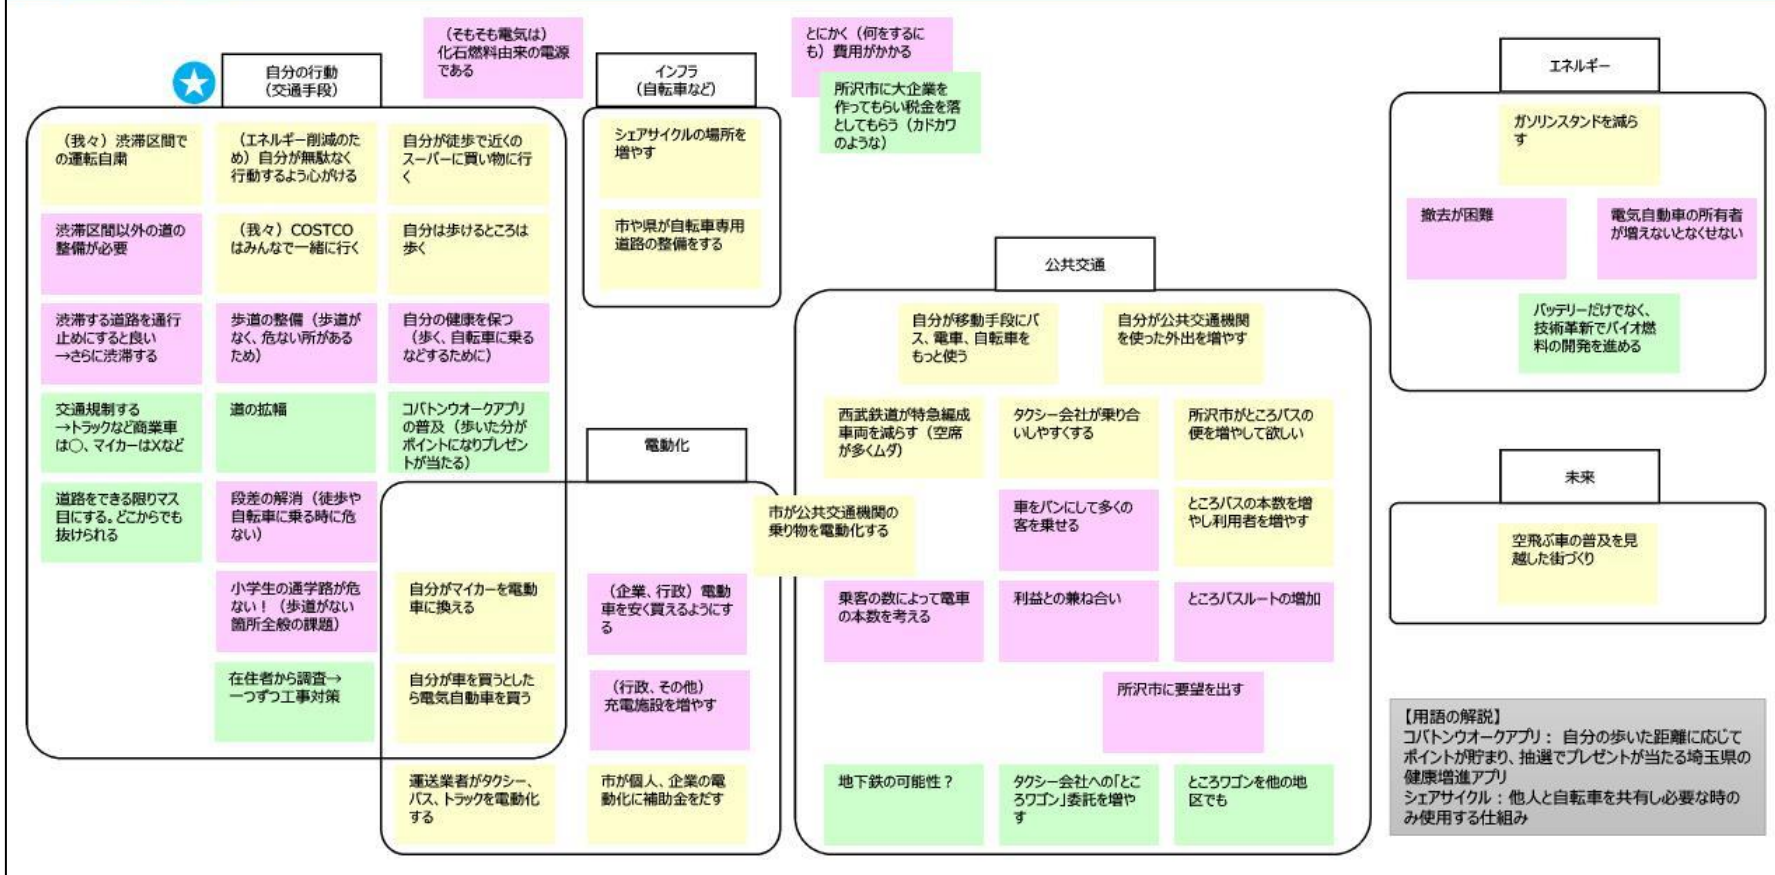 (そもそも電気は)
化石燃料由来の電源
である
とにかく(何をするに
も)費用がかかる
所沢市に大企業を
作ってもらい税金を落
としてもらう(カドカワ
のような)
自分の行動
(交通手段)
(我々)渋滞区間で
の運転自粛
(エネルギー削減のた
め)自分が無駄なく
行動するよう心がける
自分が徒歩で近くの
スーパーに買い物に行
く
渋滞区間以外の道の
整備が必要
(我々)COSTCO
はみんなで一緒に行く
自分は歩けるところは
歩く
渋滞する道路を通行
止めにすると良い
→さらに渋滞する
歩道の整備(歩道が
なく、危ない所がある
ため)
自分の健康を保つ
(歩く、自転車に乗る
などするために)
交通規制する
→トラックなど商業車
は○、マイカーはXなど
道の拡幅
コバトンウオークアプリ
の普及(歩いた分が
ポイントになりプレゼン
トが当たる)
道路をできる限りマス
目にする。どこからでも
抜けられる
段差の解消(徒歩や
自転車に乗る時に危
ない)
小学生の通学路が危
ない!(歩道がない
箇所全般の課題)
在住者から調査→
一つずつ工事対策
インフラ
(自転車など)
シェアサイクルの場所を
増やす
市や県が自転車専用
道路の整備をする
電動化
自分がマイカーを電動
車に換える
(企業、行政)電動
車を安く買えるようにす
る
自分が車を買うとした
ら電気自動車を買う
(行政、その他)
充電施設を増やす
運送業者がタクシー、
バス、トラックを電動化
する
市が個人、企業の電
動化に補助金をだす
市が公共交通機関の
乗り物を電動化する
公共交通
自分が移動手段にバ
ス、電車、自転車を
もっと使う
自分が公共交通機関
を使った外出を増やす
西武鉄道が特急編成
車両を減らす(空席
が多くムダ)
タクシー会社が乗り合
いしやすくする
所沢市がところバスの
便を増やして欲しい
車をバンにして多くの
客を乗せる
ところバスの本数を増
やし利用者を増やす
乗客の数によって電車
の本数を考える
利益との兼ね合い
ところバスルートの増加
所沢市に要望を出す
地下鉄の可能性?
タクシー会社への「とこ
ろワゴン」委託を増や
す
ところワゴンを他の地
区でも
エネルギー
ガソリンスタンドを減ら
す
撤去が困難
電気自動車の所有者
が増えないとなくせない
バッテリーだけでなく、
技術革新でバイオ燃
料の開発を進める
未来
空飛ぶ車の普及を見
越した街づくり
【用語の解説】
コバトンウオークアプリ: 自分の歩いた距離に応じて
ポイントが貯まり、抽選でプレゼントが当たる埼玉県の
健康増進アプリ
シェアサイクル:他人と自転車を共有し必要な時の
み使用する仕組み